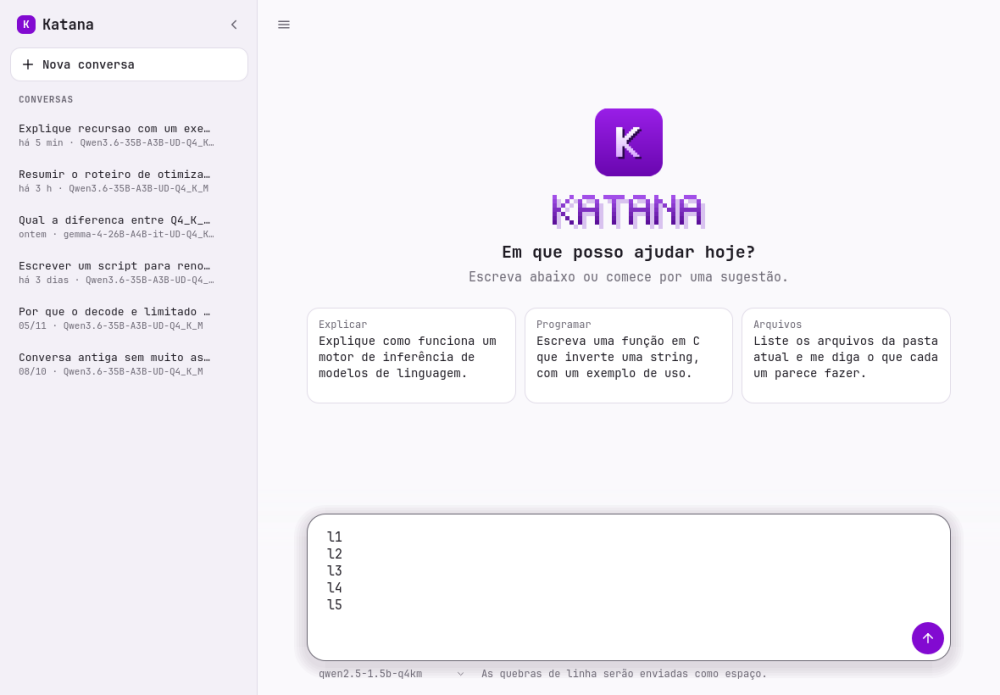 K Katana
+ Nova conversa
CONVERSAS
Explique recursao com um exe…
há 5 min · Qwen3.6-35B-A3B-UD-Q4_K…
Resumir o roteiro de otimiza…
há 3 h · Qwen3.6-35B-A3B-UD-Q4_K_M
Qual a diferenca entre Q4_K_…
ontem · gemma-4-26B-A4B-it-UD-Q4_K…
Escrever um script para reno…
há 3 dias · Qwen3.6-35B-A3B-UD-Q4_…
Por que o decode e limitado …
05/11 · Qwen3.6-35B-A3B-UD-Q4_K_M
Conversa antiga sem muito as…
08/10 · Qwen3.6-35B-A3B-UD-Q4_K_M
K
KATANA
Em que posso ajudar hoje?
Escreva abaixo ou comece por uma sugestão.
Explicar
Explique como funciona um
motor de inferência de
modelos de linguagem.
Programar
Escreva uma função em C
que inverte uma string,
com um exemplo de uso.
Arquivos
Liste os arquivos da pasta
atual e me diga o que cada
um parece fazer.
l1
l2
l3
l4
l5
qwen2.5-1.5b-q4km
As quebras de linha serão enviadas como espaço.